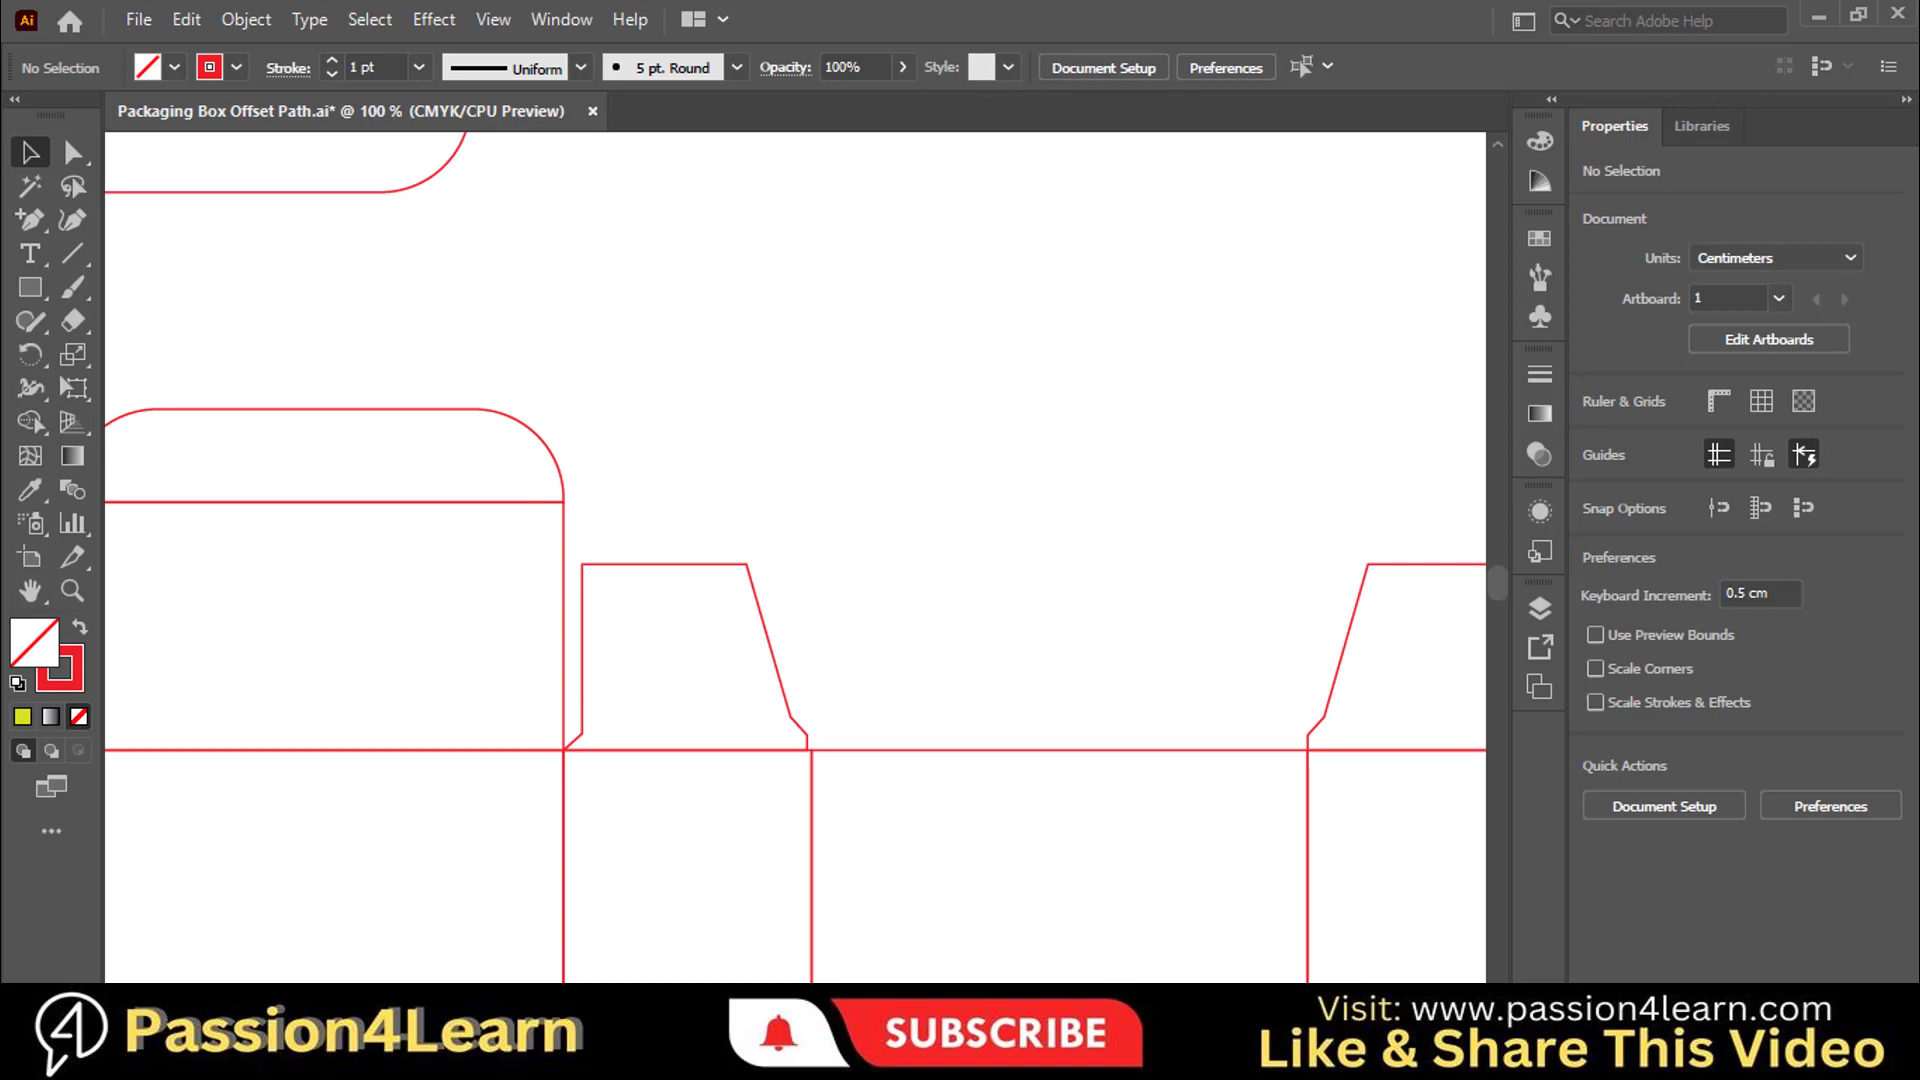 Ai File Edit Object Type Select Effect View Window Help Search Adobe Help
No Selection Stroke: 1 pt Uniform 5 pt. Round Opacity: 100% Style: Document Setup Preferences
Packaging Box Offset Path.ai* @ 100 % (CMYK/CPU Preview) ×
Properties Libraries
No Selection
Document
Units: Centimeters
Artboard: 1
Edit Artboards
Ruler & Grids
Guides
Snap Options
Preferences
Keyboard Increment: 0.5 cm
Use Preview Bounds
Scale Corners
Scale Strokes & Effects
Quick Actions
Document Setup Preferences
Passion4Learn
SUBSCRIBE
Visit: www.passion4learn.com
Like & Share This Video